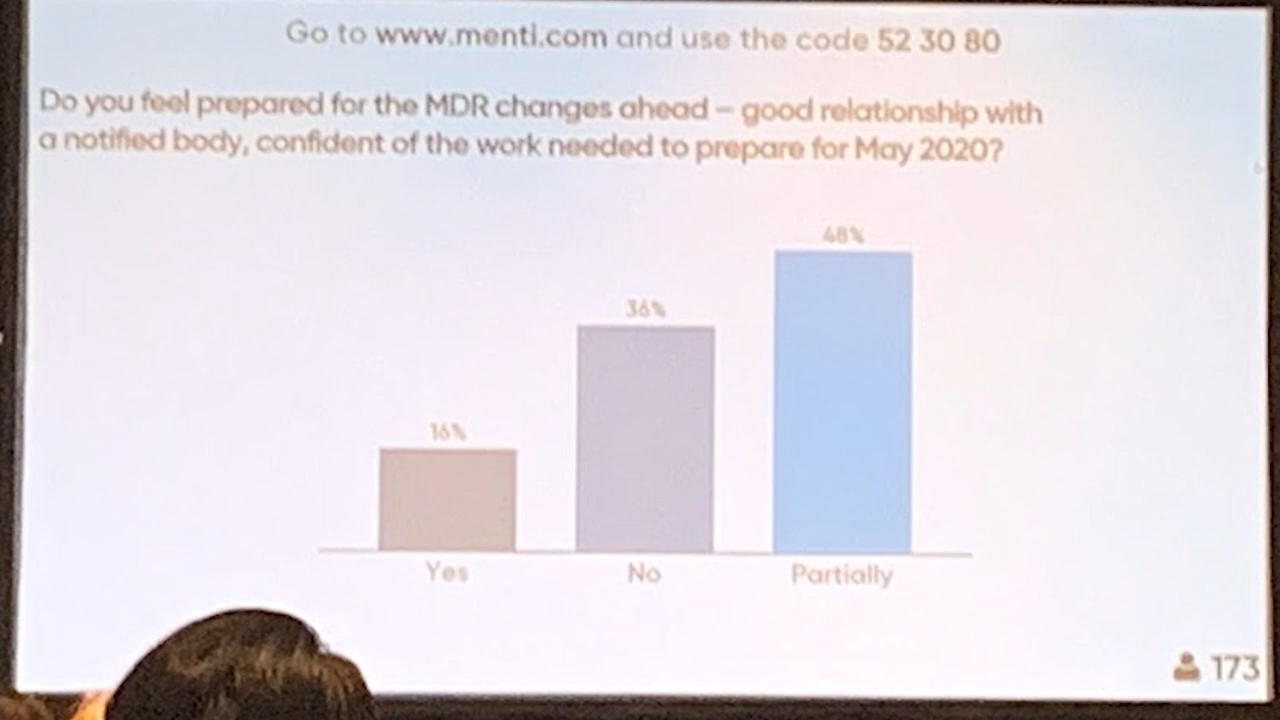 Go to www.menti.com and use the code 52 30 80
Do you feel prepared for the MDR changes ahead – good relationship with
a notified body, confident of the work needed to prepare for May 2020?
48%
36%
16%
Yes No Partially
173